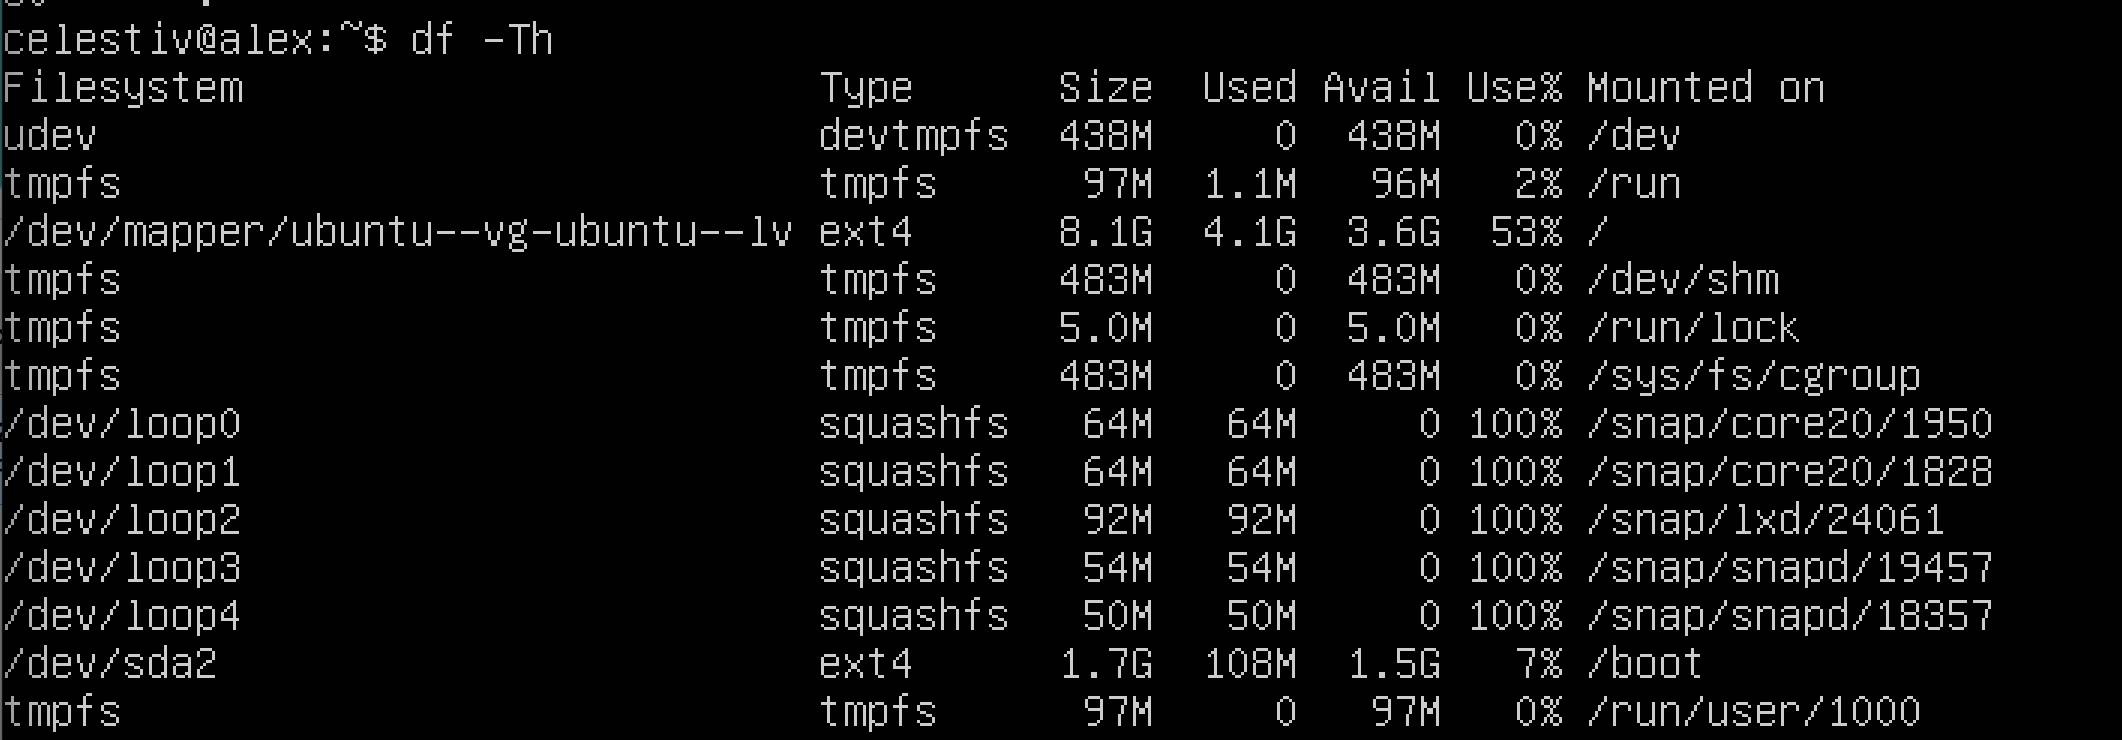 celestiv@alex:~$ df -Th
Filesystem                        Type      Size  Used Avail Use% Mounted on
udev                              devtmpfs  438M     0  438M   0% /dev
tmpfs                             tmpfs      97M  1.1M   96M   2% /run
/dev/mapper/ubuntu--vg-ubuntu--lv ext4      8.1G  4.1G  3.6G  53% /
tmpfs                             tmpfs     483M     0  483M   0% /dev/shm
tmpfs                             tmpfs     5.0M     0  5.0M   0% /run/lock
tmpfs                             tmpfs     483M     0  483M   0% /sys/fs/cgroup
/dev/loop0                        squashfs   64M   64M     0 100% /snap/core20/1950
/dev/loop1                        squashfs   64M   64M     0 100% /snap/core20/1828
/dev/loop2                        squashfs   92M   92M     0 100% /snap/lxd/24061
/dev/loop3                        squashfs   54M   54M     0 100% /snap/snapd/19457
/dev/loop4                        squashfs   50M   50M     0 100% /snap/snapd/18357
/dev/sda2                         ext4      1.7G  108M  1.5G   7% /boot
tmpfs                             tmpfs      97M     0   97M   0% /run/user/1000